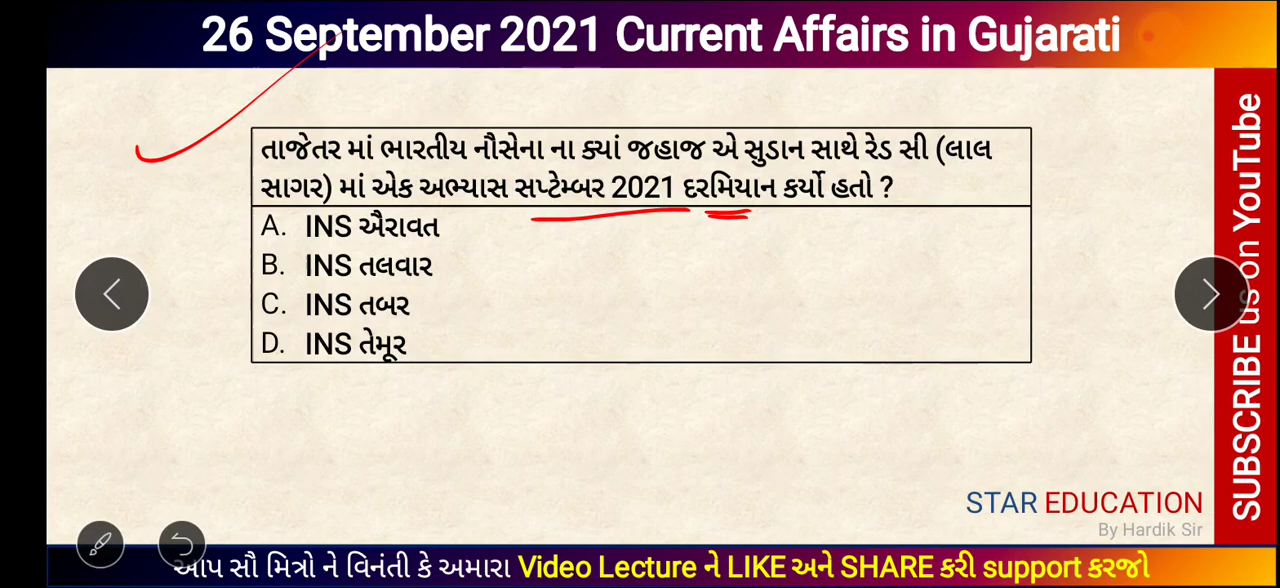 26 September 2021 Current Affairs in Gujarati
તાજેતર માં ભારતીય નૌસેના ના ક્યાં જહાજ એ સુડાન સાથે રેડ સી (લાલ
સાગર) માં એક અભ્યાસ સપ્ટેમ્બર 2021 દરમિયાન કર્યો હતો ?
A. INS ઐરાવત
B. INS તલવાર
C. INS તબર
D. INS તેમૂર
SUBSCRIBE us on YouTube
STAR EDUCATION
By Hardik Sir
આપ સૌ મિત્રો ને વિનંતી કે અમારા Video Lecture ને LIKE અને SHARE કરી support કરજો